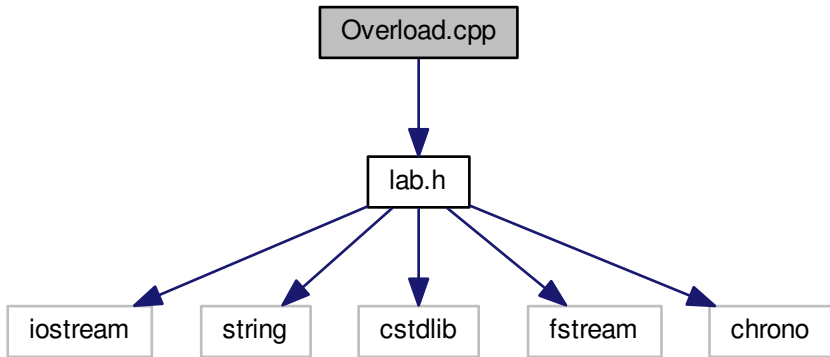 Overload.cpp
lab.h
iostream
string
cstdlib
fstream
chrono